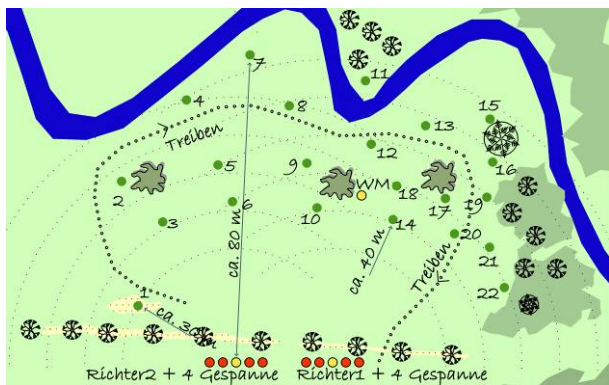 7
11
4
8
15
13
Treiben
12
16
5
9
WM
2
18
17
19
6
10
14
3
20
ca. 80 m.
ca. 40 m.
21
Treiben
1
22
ca. 30 m
Richter2 + 4 Gespanne
Richter1 + 4 Gespanne